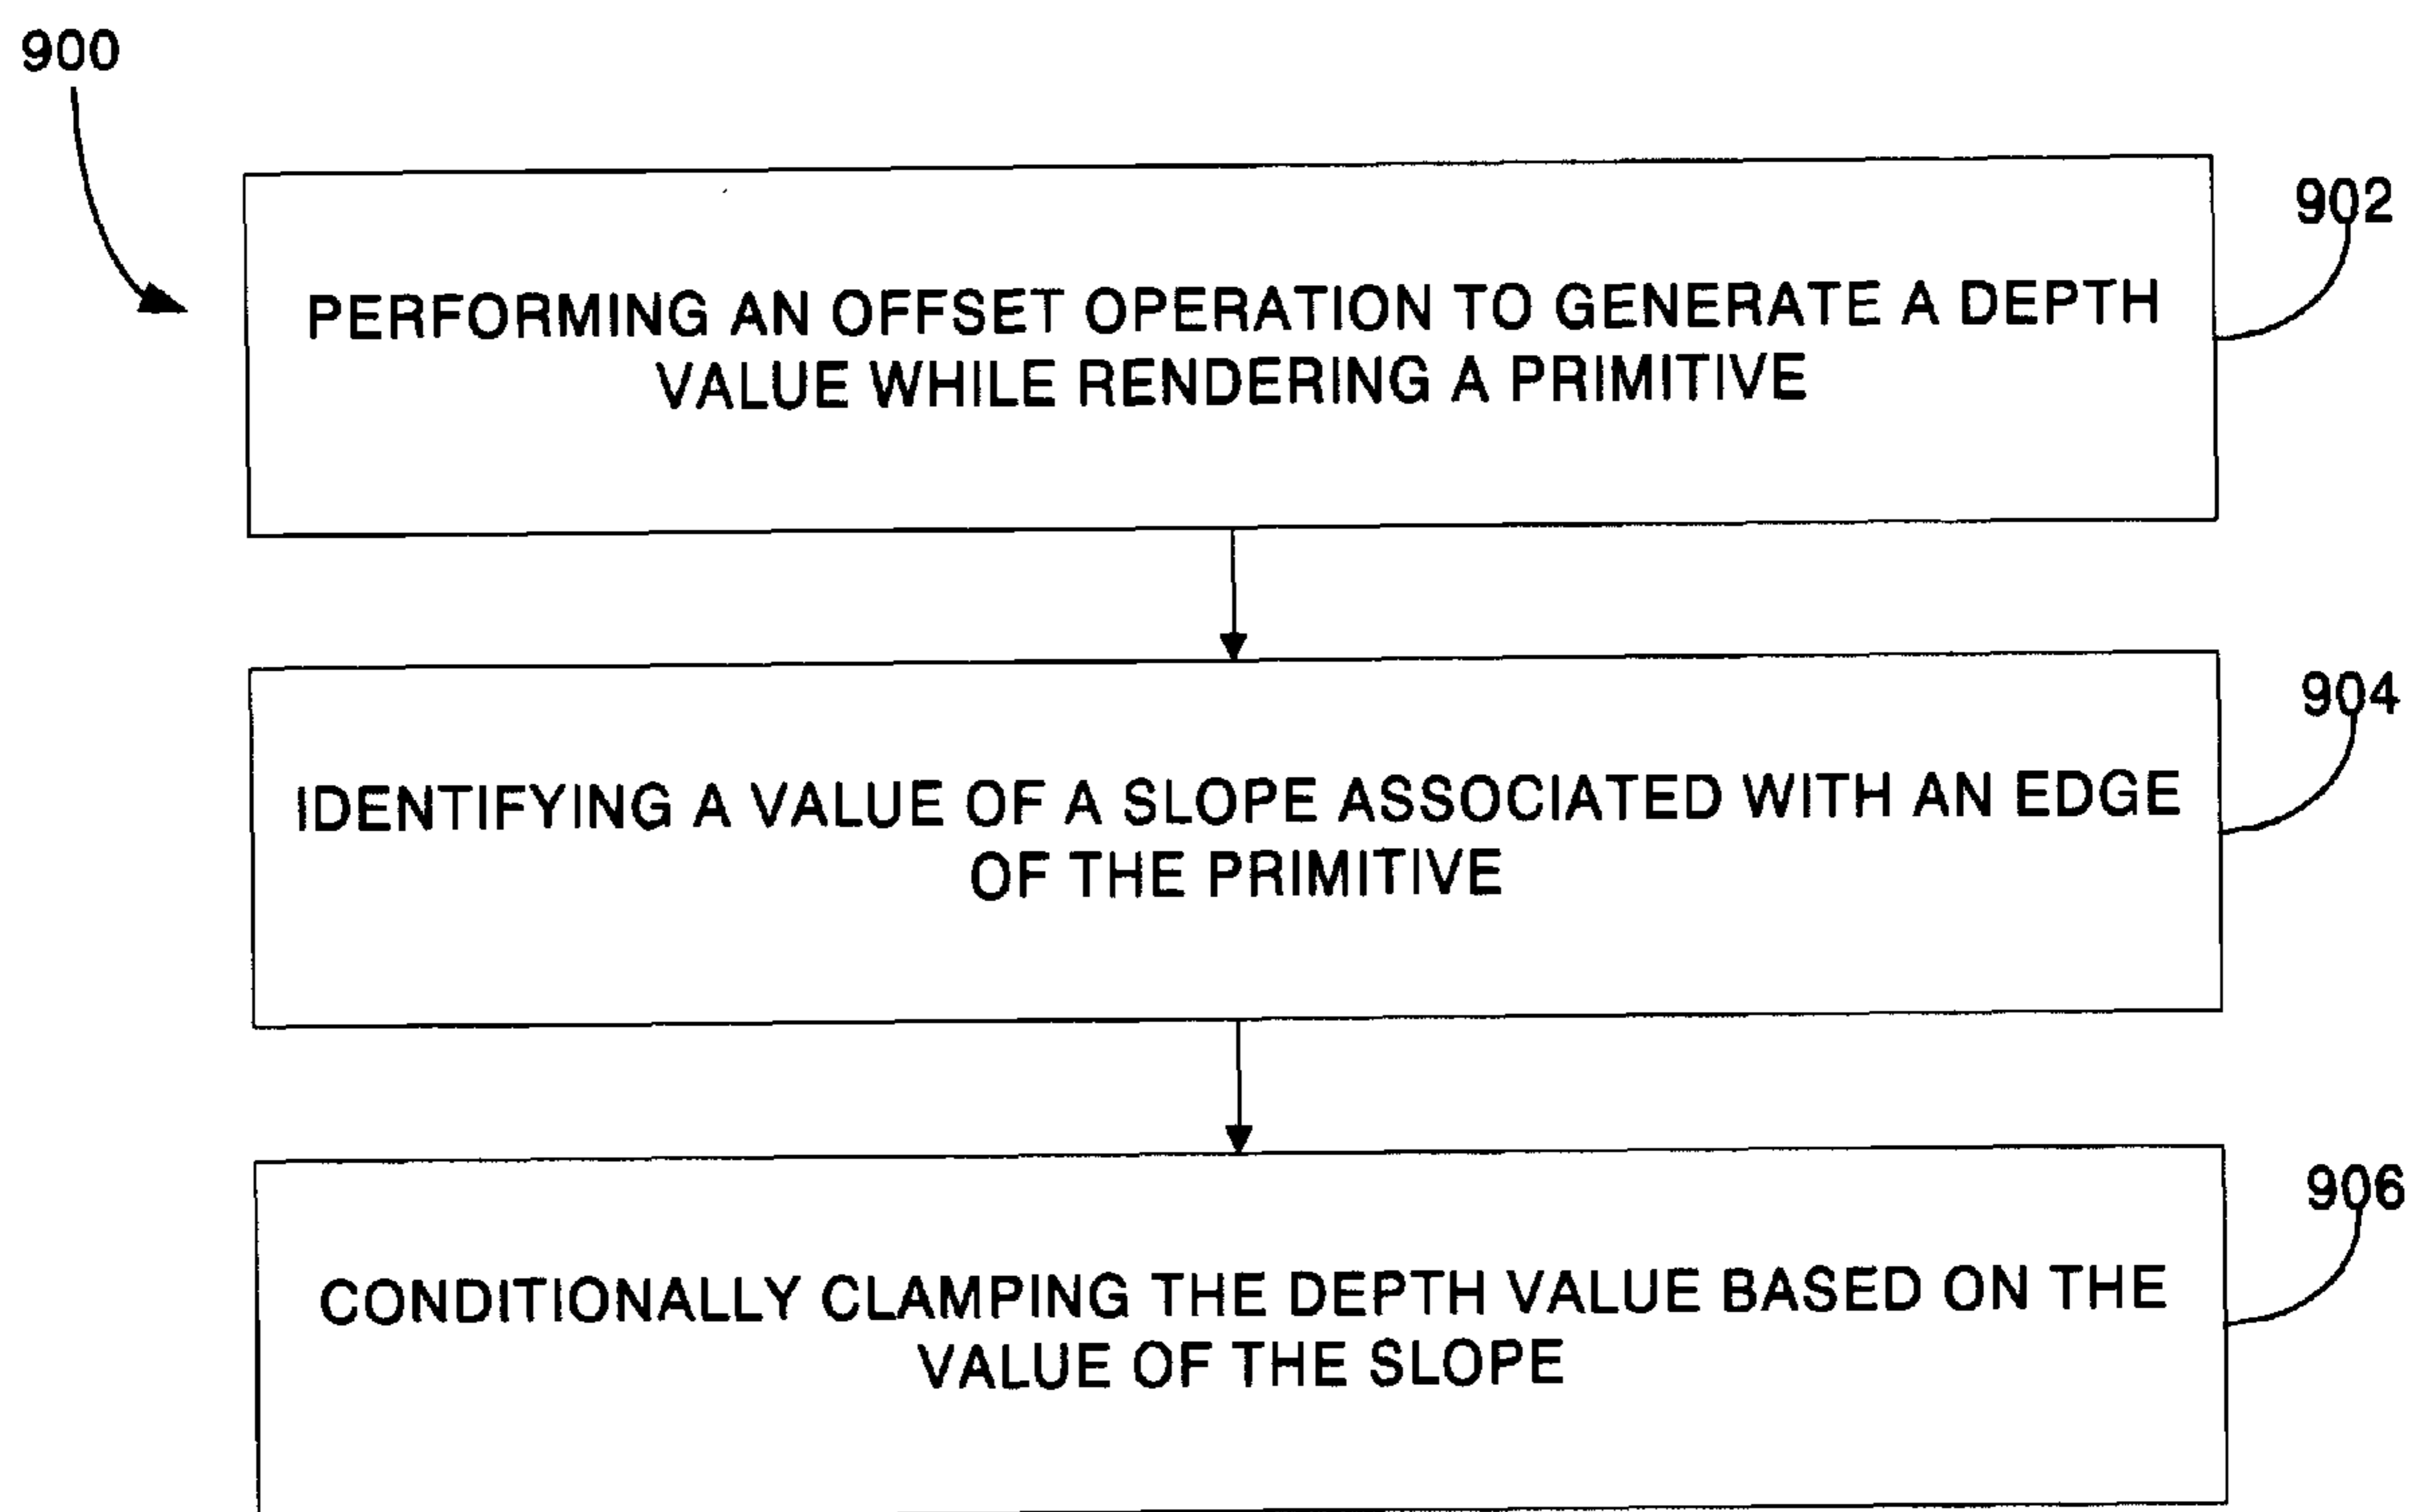 900
902
PERFORMING AN OFFSET OPERATION TO GENERATE A DEPTH
VALUE WHILE RENDERING A PRIMITIVE
904
IDENTIFYING A VALUE OF A SLOPE ASSOCIATED WITH AN EDGE
OF THE PRIMITIVE
906
CONDITIONALLY CLAMPING THE DEPTH VALUE BASED ON THE
VALUE OF THE SLOPE